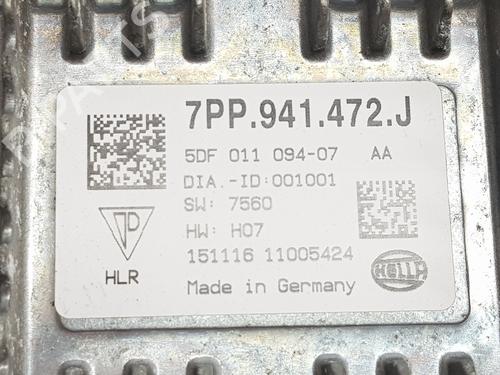 7PP.941.472.J
5DF 011 094-07 AA
DIA.-ID:001001
SW: 7560
HW: H07
151116 11005424
HLR
HELLA
Made in Germany